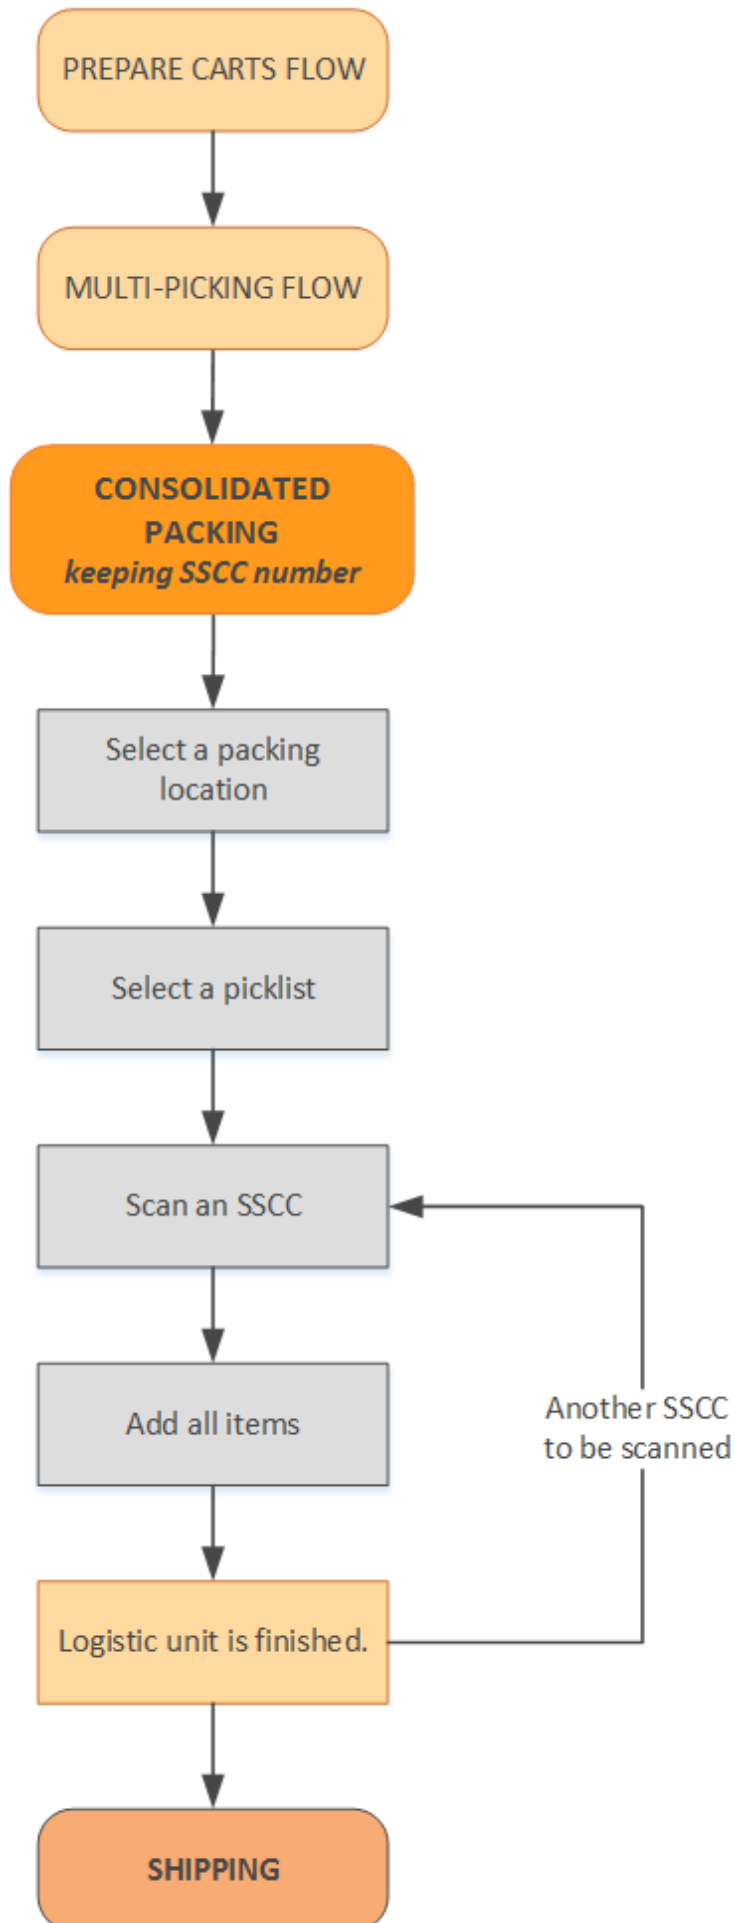 PREPARE CARTS FLOW
MULTI-PICKING FLOW
CONSOLIDATED
PACKING
keeping SSCC number
Select a packing
location
Select a picklist
Scan an SSCC
Add all items
Another SSCC
to be scanned
Logistic unit is finished.
SHIPPING